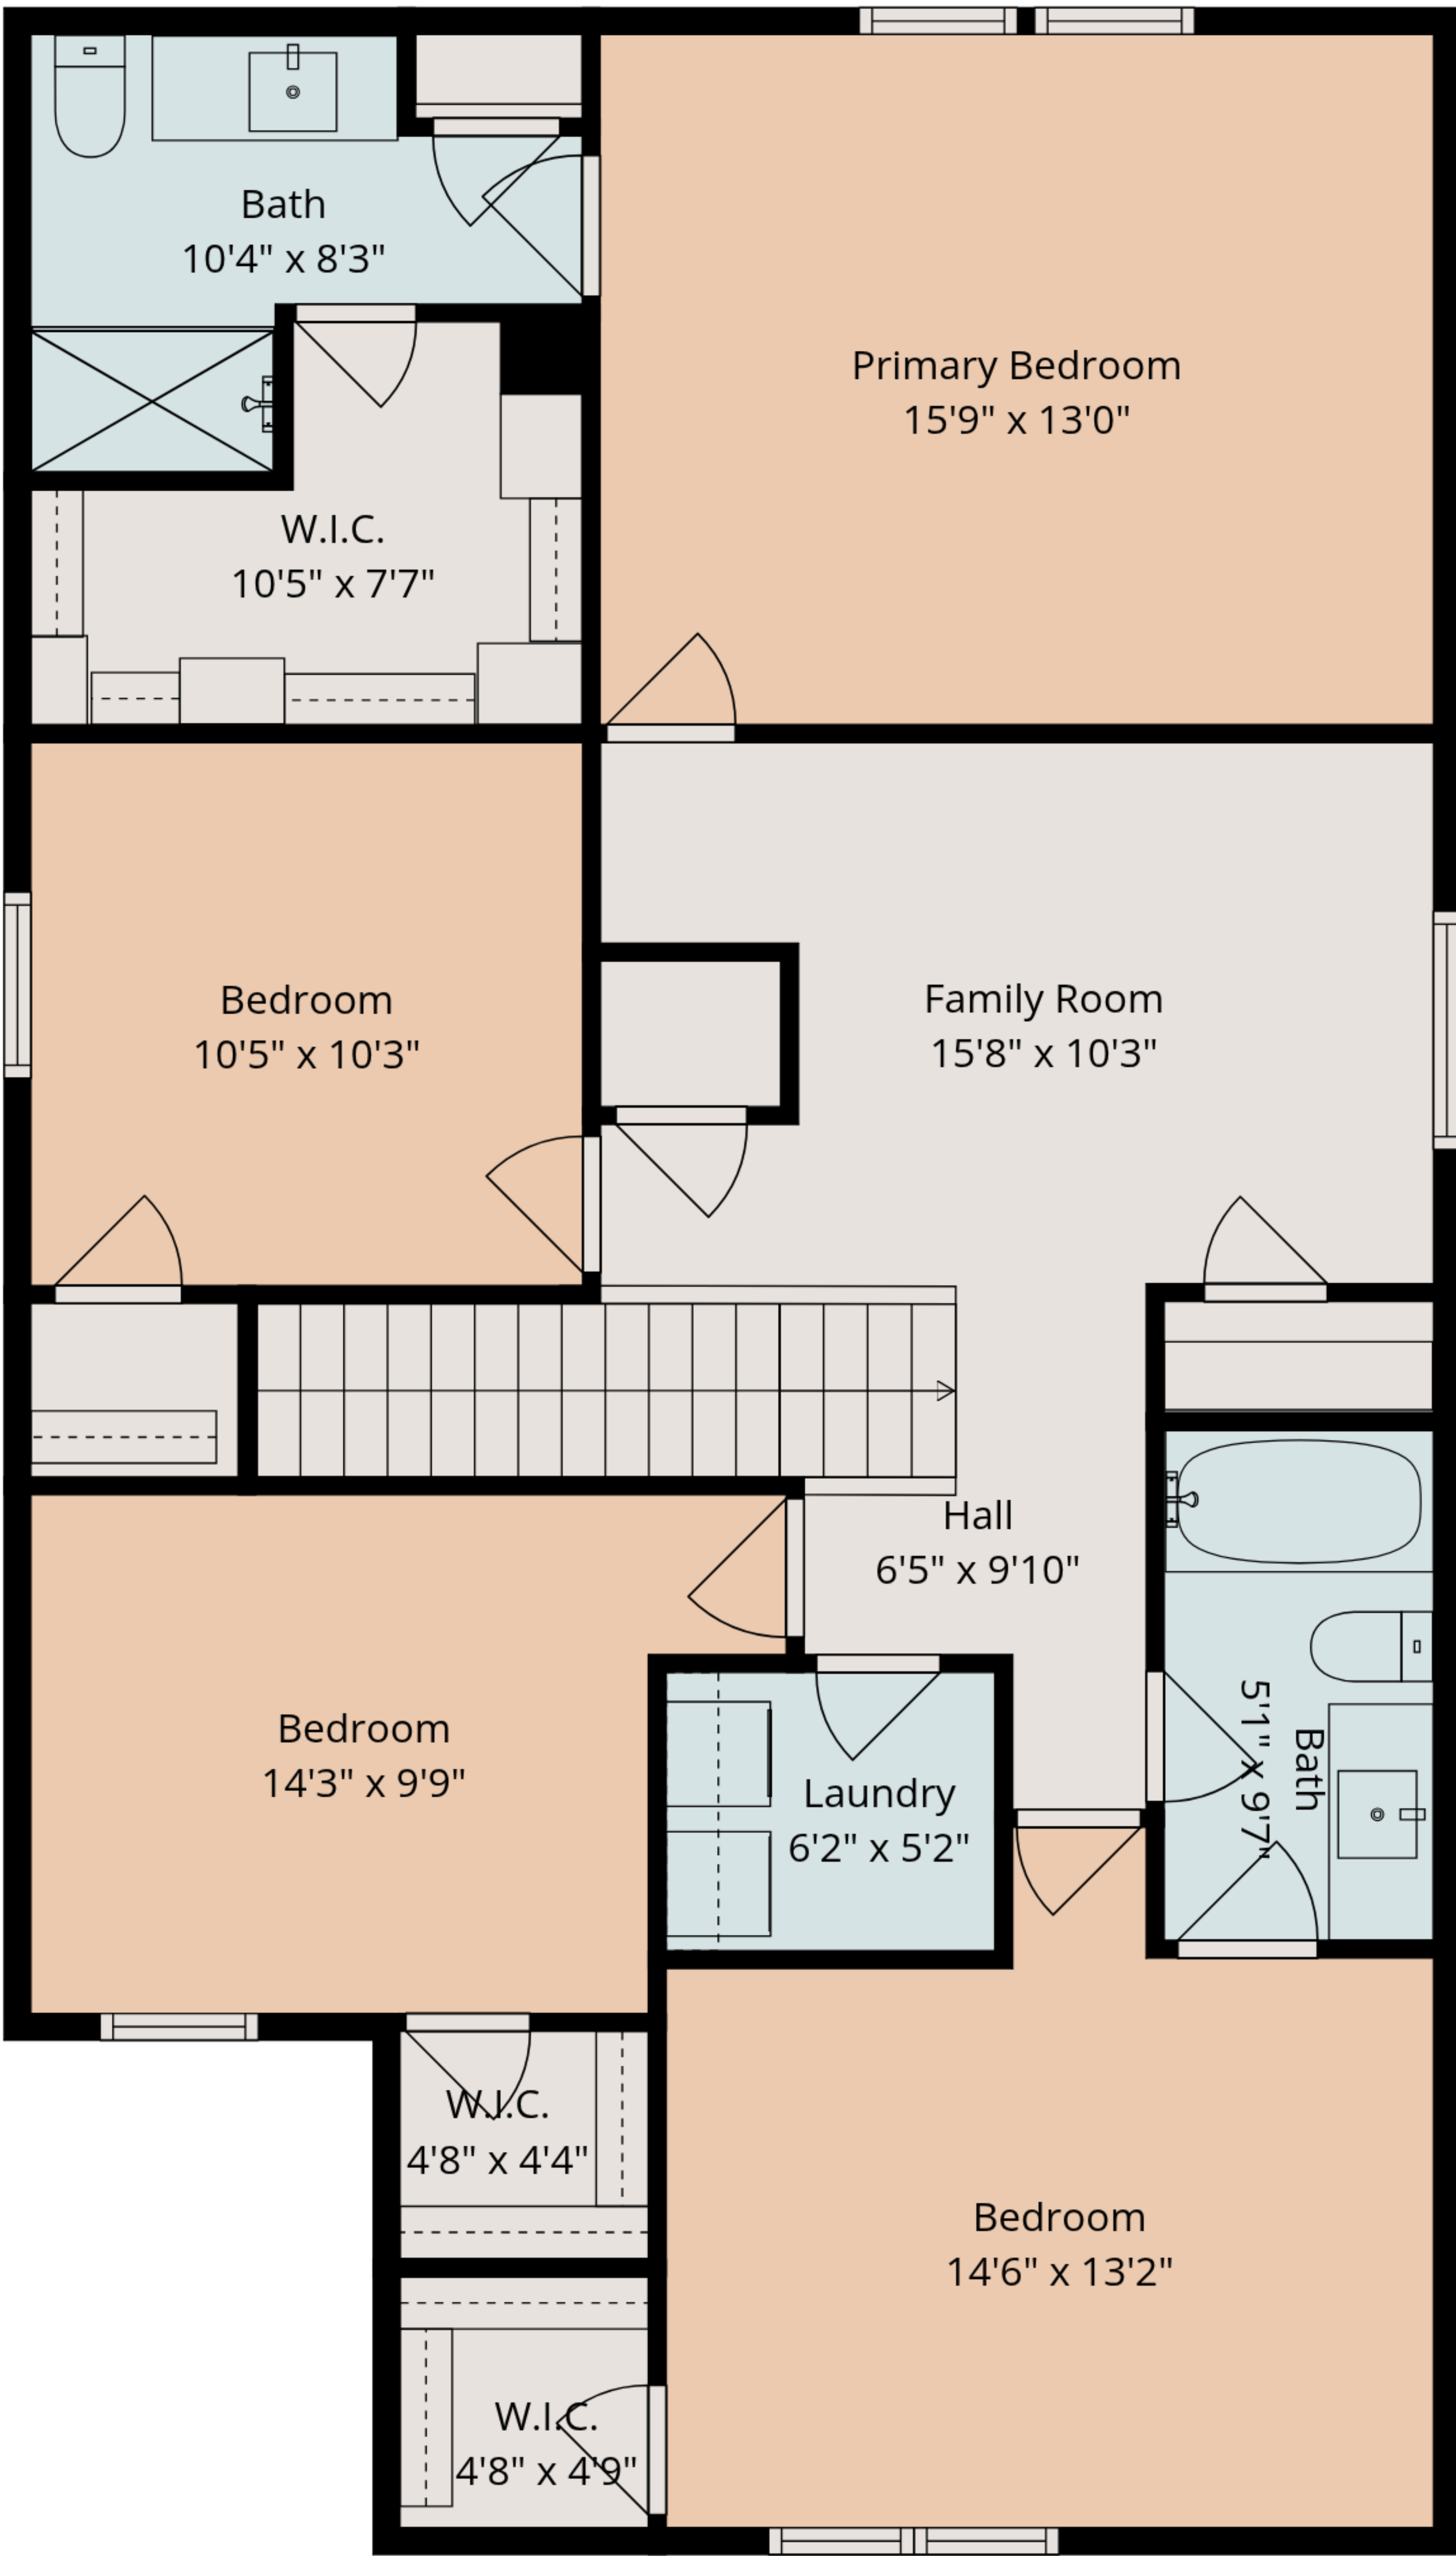 Bath
10'4" x 8'3"
Primary Bedroom
15'9" x 13'0"
W.I.C.
10'5" x 7'7"
Bedroom
10'5" x 10'3"
Family Room
15'8" x 10'3"
Hall
6'5" x 9'10"
Bedroom
14'3" x 9'9"
Laundry
6'2" x 5'2"
Bath
5'1" x 9'7"
W.I.C.
4'8" x 4'4"
Bedroom
14'6" x 13'2"
W.I.C.
4'8" x 4'9"